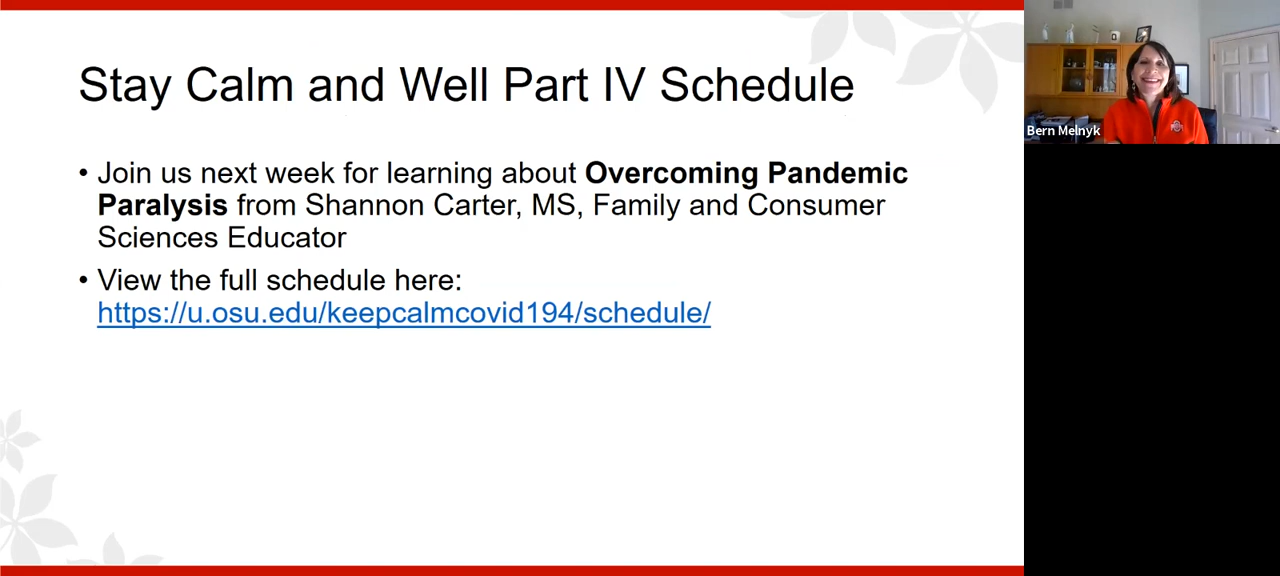 Stay Calm and Well Part IV Schedule
• Join us next week for learning about Overcoming Pandemic
Paralysis from Shannon Carter, MS, Family and Consumer
Sciences Educator
• View the full schedule here:
https://u.osu.edu/keepcalmcovid194/schedule/
Bern Melnyk